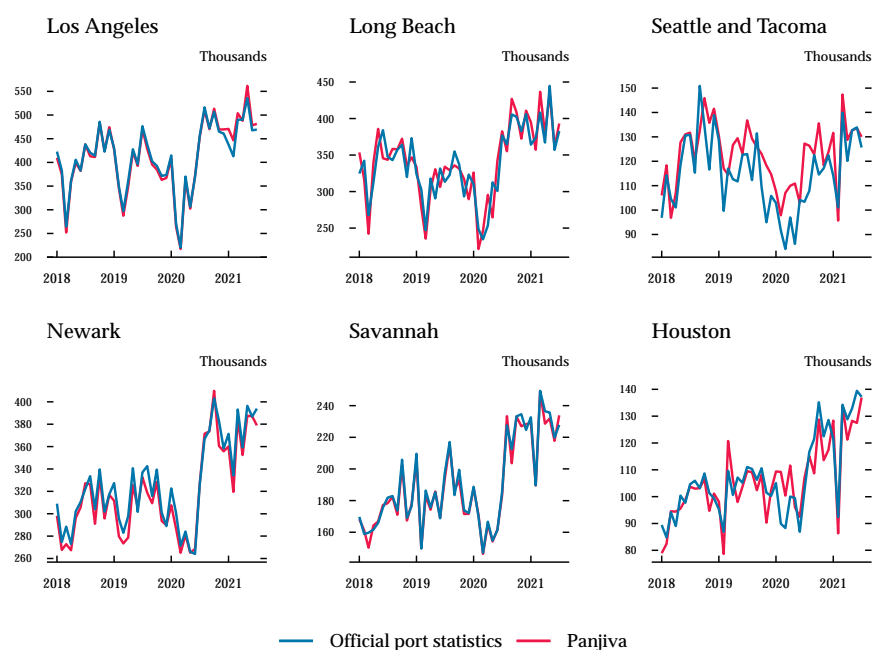 Los Angeles
Thousands
550
500
450
400
350
300
250
200
2018 2019 2020 2021
Long Beach
Thousands
450
400
350
300
250
2018 2019 2020 2021
Seattle and Tacoma
Thousands
150
140
130
120
110
100
90
2018 2019 2020 2021
Newark
Thousands
400
380
360
340
320
300
280
260
2018 2019 2020 2021
Savannah
Thousands
240
220
200
180
160
2018 2019 2020 2021
Houston
Thousands
140
130
120
110
100
90
80
2018 2019 2020 2021
Official port statistics Panjiva